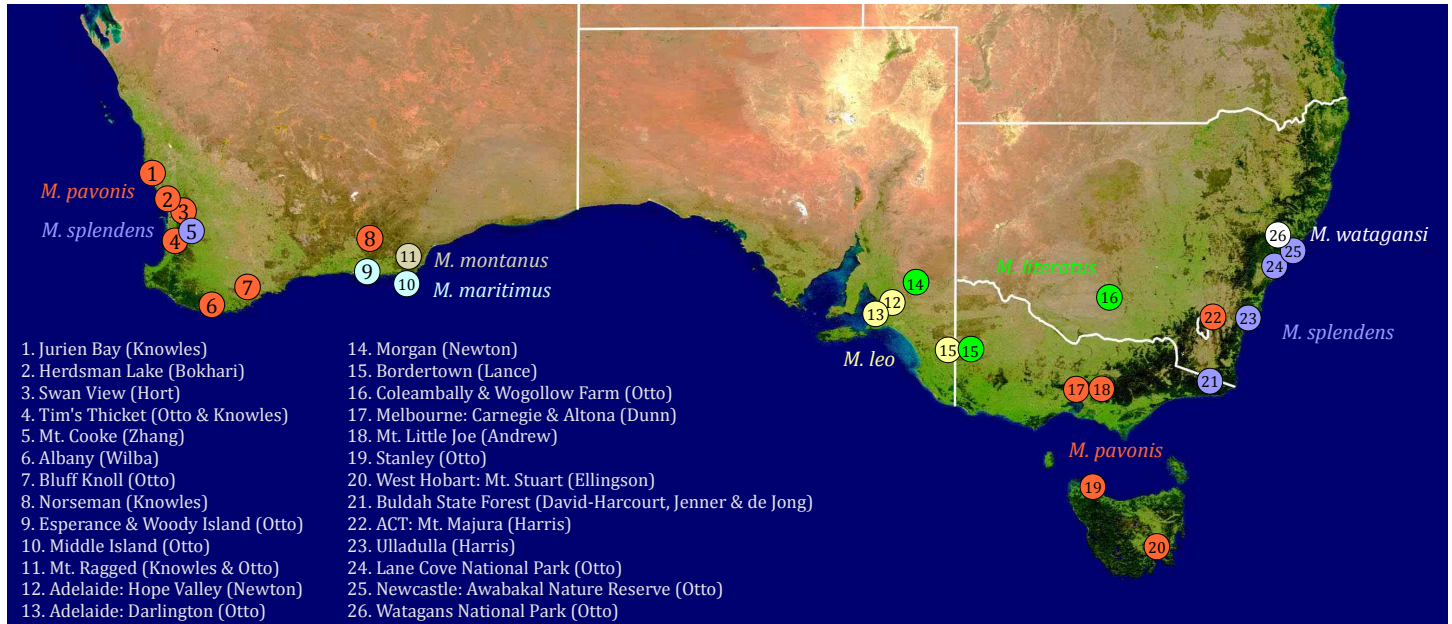 1
2
3
M. pavonis
M. splendens
5
4
8
11
M. montanus
9
10
M. maritimus
7
6
26
M. watagansi
25
24
M. literatus
14
12
13
16
22
23
M. splendens
15
15
M. leo
21
17
18
M. pavonis
19
20
1. Jurien Bay (Knowles)
2. Herdsman Lake (Bokhari)
3. Swan View (Hort)
4. Tim's Thicket (Otto & Knowles)
5. Mt. Cooke (Zhang)
6. Albany (Wilba)
7. Bluff Knoll (Otto)
8. Norseman (Knowles)
9. Esperance & Woody Island (Otto)
10. Middle Island (Otto)
11. Mt. Ragged (Knowles & Otto)
12. Adelaide: Hope Valley (Newton)
13. Adelaide: Darlington (Otto)
14. Morgan (Newton)
15. Bordertown (Lance)
16. Coleambally & Wogollow Farm (Otto)
17. Melbourne: Carnegie & Altona (Dunn)
18. Mt. Little Joe (Andrew)
19. Stanley (Otto)
20. West Hobart: Mt. Stuart (Ellingson)
21. Buldah State Forest (David-Harcourt, Jenner & de Jong)
22. ACT: Mt. Majura (Harris)
23. Ulladulla (Harris)
24. Lane Cove National Park (Otto)
25. Newcastle: Awabakal Nature Reserve (Otto)
26. Watagans National Park (Otto)